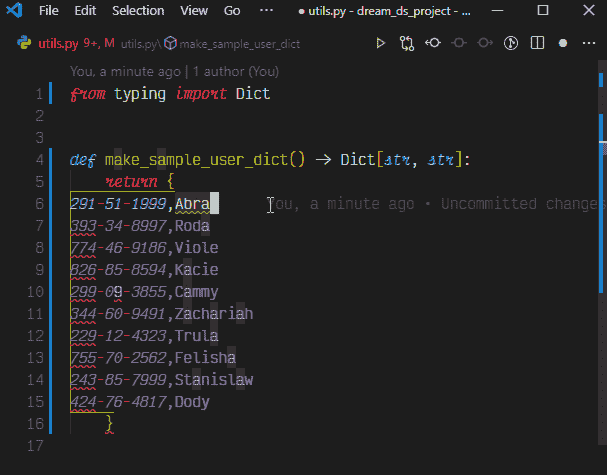 File Edit Selection View Go ··· ● utils.py - dream_ds_project - ...
utils.py 9+, M utils.py\ make_sample_user_dict ···
You, a minute ago | 1 author (You)
1 from typing import Dict
2
3
4 def make_sample_user_dict() → Dict[str, str]:
5 return {
6 291-51-1999,Abra You, a minute ago • Uncommitted changes
7 393-34-8997,Roda
8 774-46-9186,Viole
9 826-85-8594,Kacie
10 299-09-3855,Cammy
11 344-60-9491,Zachariah
12 229-12-4323,Trula
13 755-70-2562,Felisha
14 243-85-7999,Stanislaw
15 424-76-4817,Dody
16 }
17